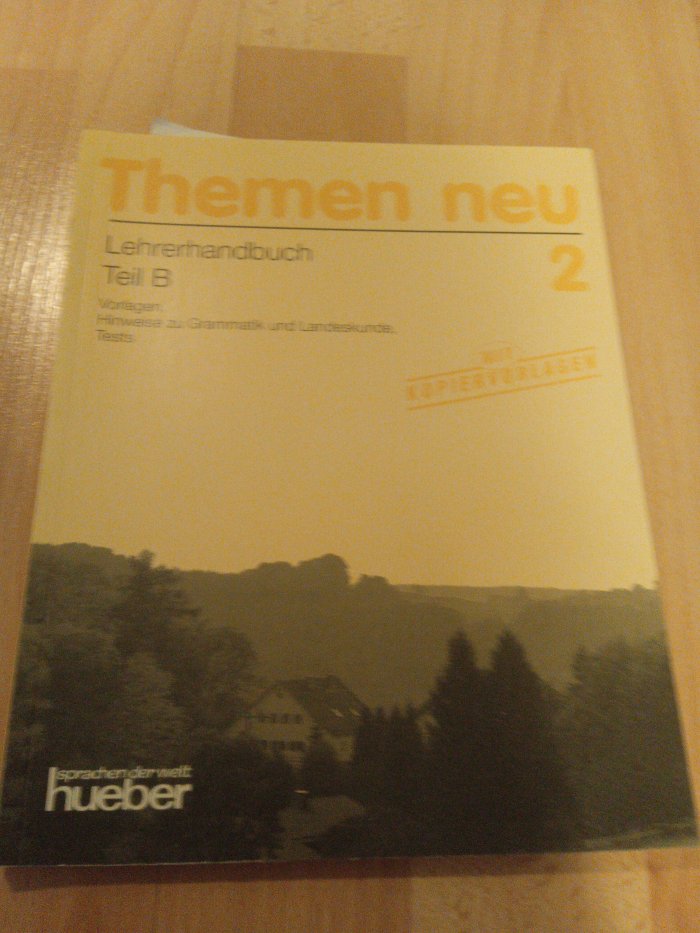 Themen neu
2
Lehrerhandbuch
Teil B
Vorlagen,
Hinweise zu Grammatik und Landeskunde,
Tests
MIT
KOPIERVORLAGEN
sprachen der welt
hueber